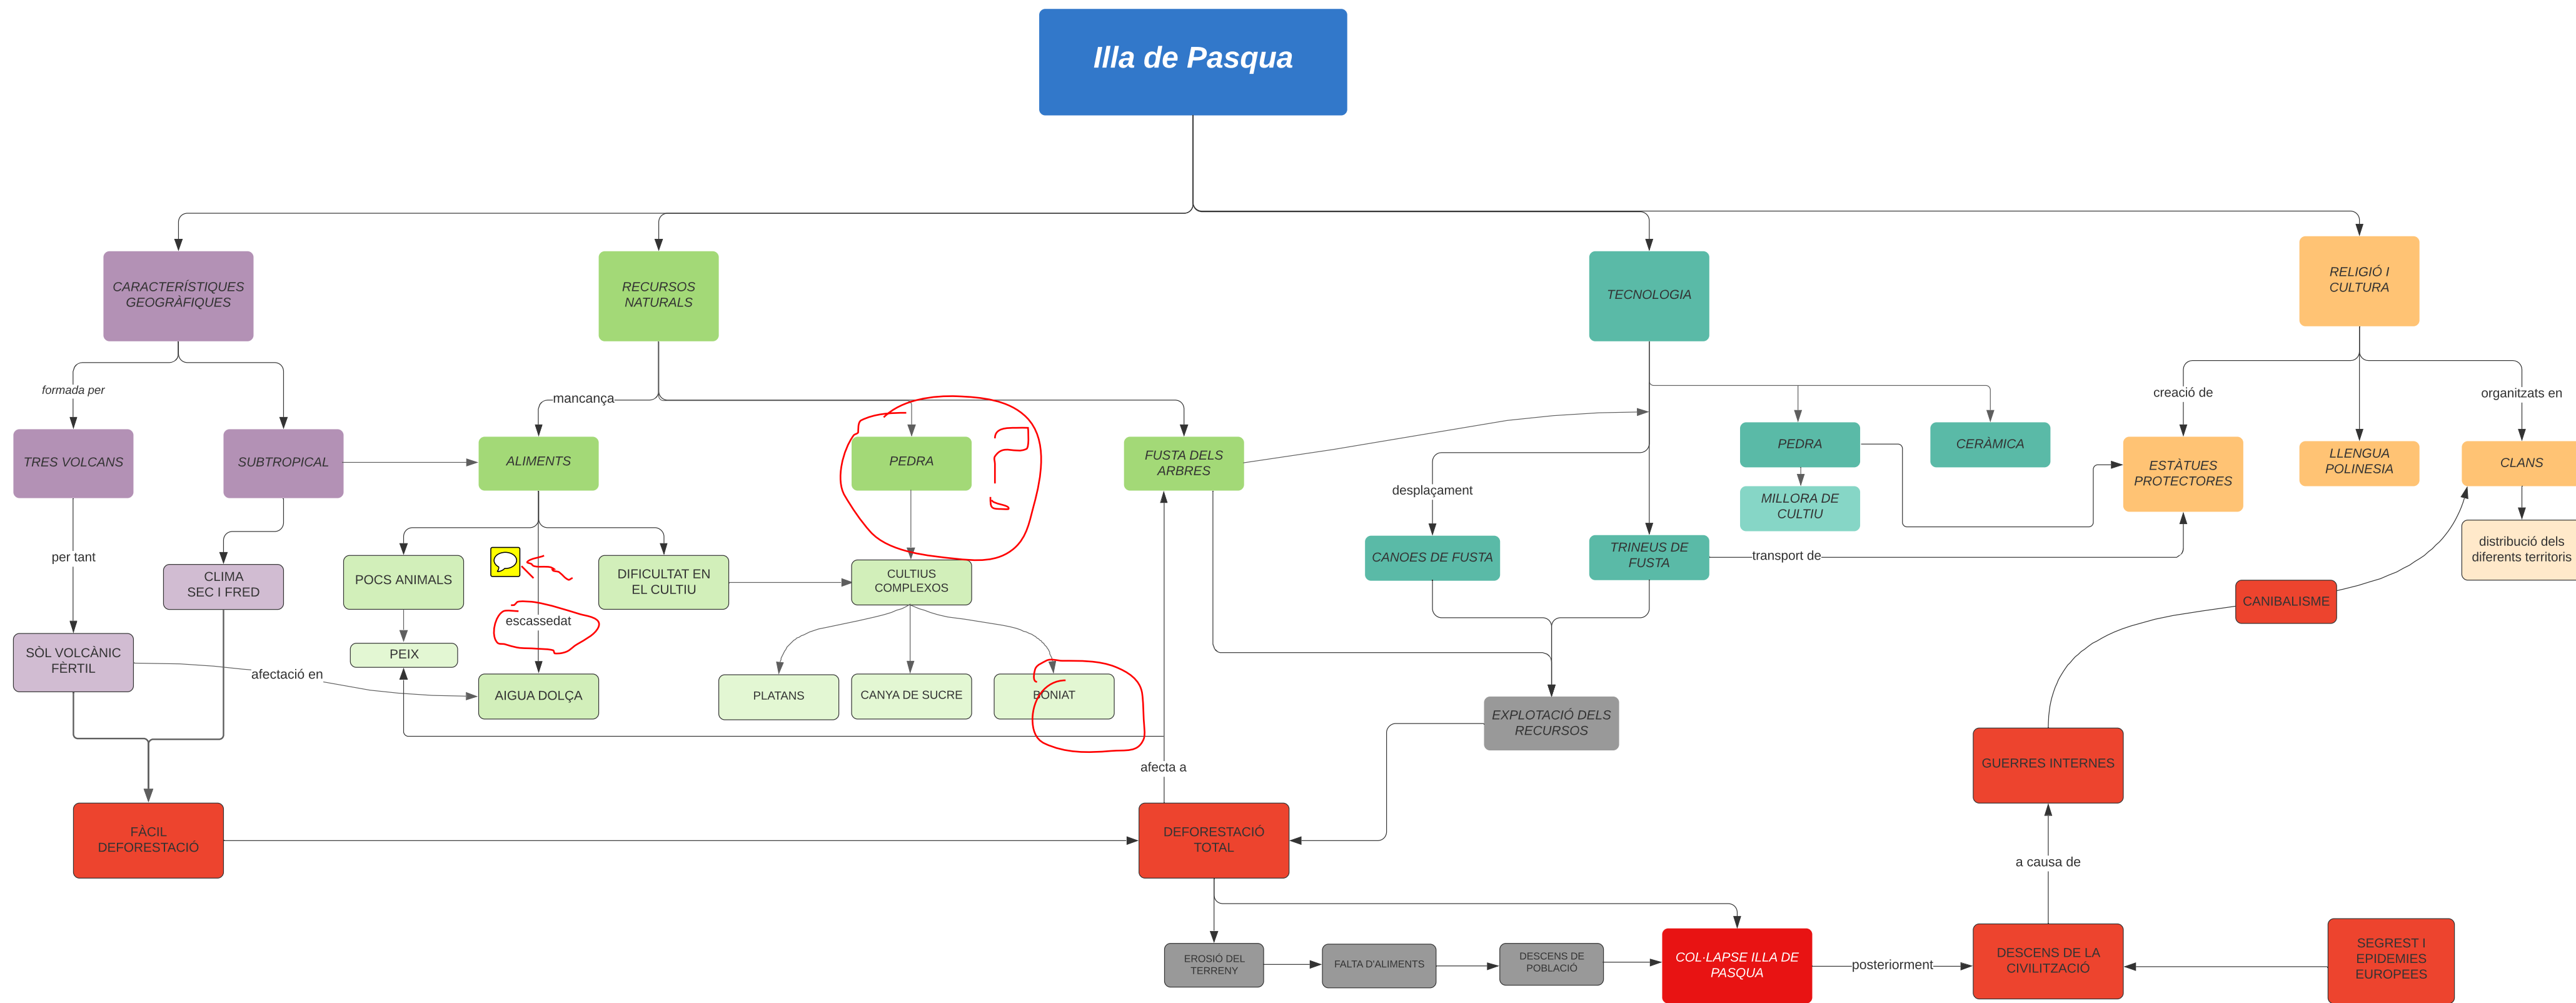 Illa de Pasqua
CARACTERÍSTIQUES
GEOGRÀFIQUES
RECURSOS
NATURALS
TECNOLOGIA
RELIGIÓ I
CULTURA
formada per
mancança
creació de
organitzats en
TRES VOLCANS
SUBTROPICAL
ALIMENTS
PEDRA
FUSTA DELS
ARBRES
PEDRA
CERÀMICA
ESTÀTUES
PROTECTORES
LLENGUA
POLINESIA
CLANS
desplaçament
MILLORA DE
CULTIU
per tant
CLIMA
SEC I FRED
POCS ANIMALS
DIFICULTAT EN
EL CULTIU
CULTIUS
COMPLEXOS
CANOES DE FUSTA
TRINEUS DE
FUSTA
transport de
distribució dels
diferents territoris
CANIBALISME
escassedat
SÒL VOLCÀNIC
FÈRTIL
PEIX
afectació en
AIGUA DOLÇA
PLATANS
CANYA DE SUCRE
BONIAT
EXPLOTACIÓ DELS
RECURSOS
afecta a
GUERRES INTERNES
FÀCIL
DEFORESTACIÓ
DEFORESTACIÓ
TOTAL
a causa de
EROSIÓ DEL
TERRENY
FALTA D'ALIMENTS
DESCENS DE
POBLACIÓ
COL·LAPSE ILLA DE
PASQUA
posteriorment
DESCENS DE LA
CIVILITZACIÓ
SEGREST I
EPIDEMIES
EUROPEES